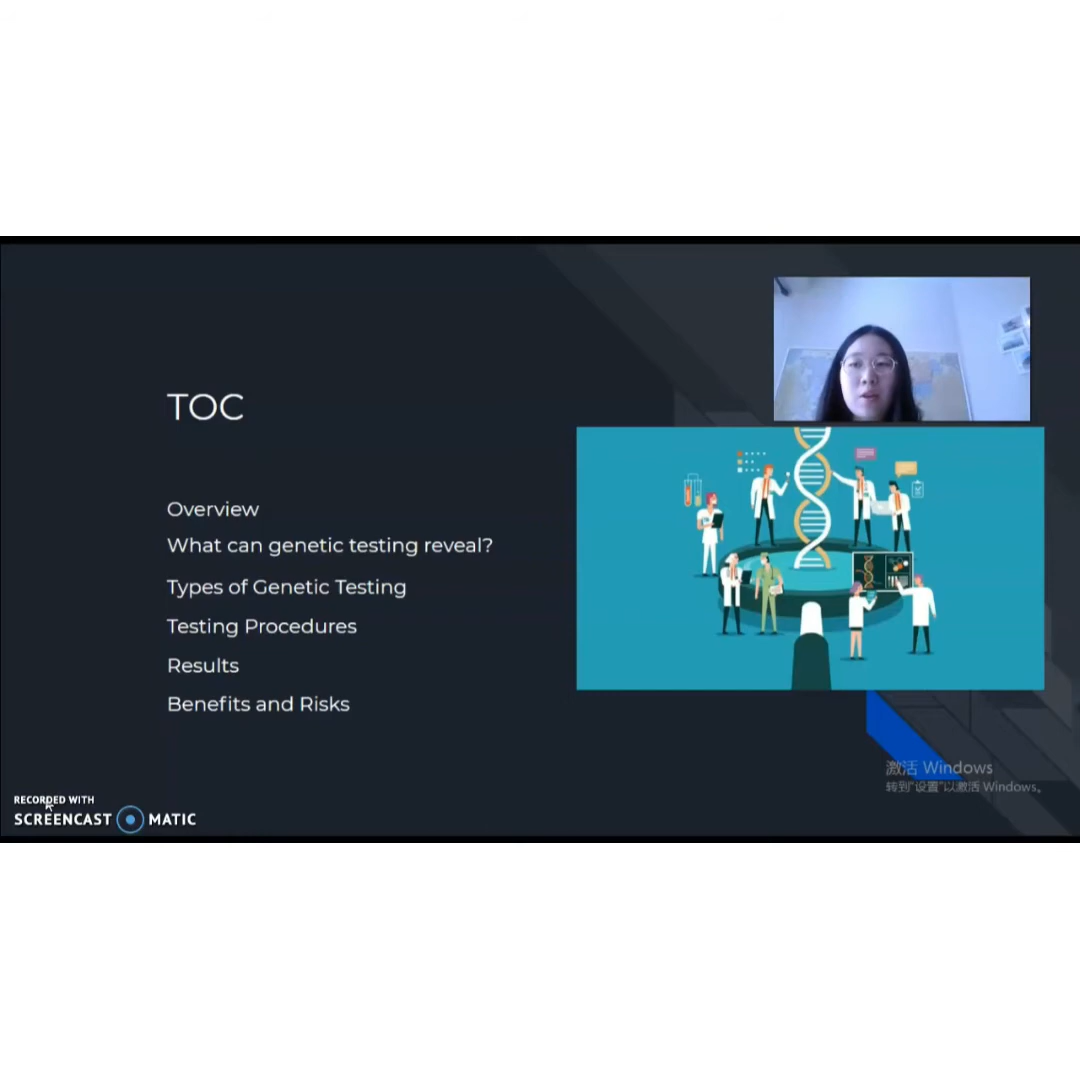 TOC
Overview
What can genetic testing reveal?
Types of Genetic Testing
Testing Procedures
Results
Benefits and Risks
激活 Windows
转到“设置”以激活 Windows。
RECORDED WITH
SCREENCAST MATIC